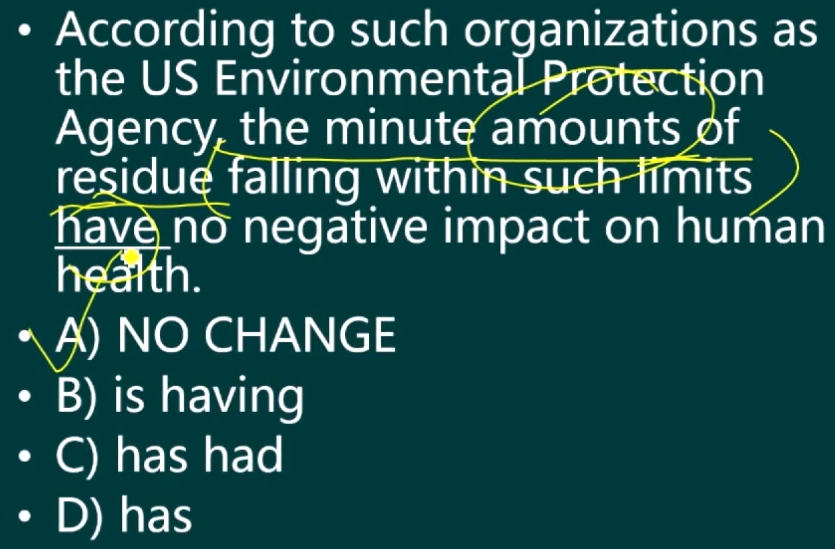 • According to such organizations as
the US Environmental Protection
Agency, the minute amounts of
residue falling within such limits
have no negative impact on human
health.
• A) NO CHANGE
• B) is having
• C) has had
• D) has